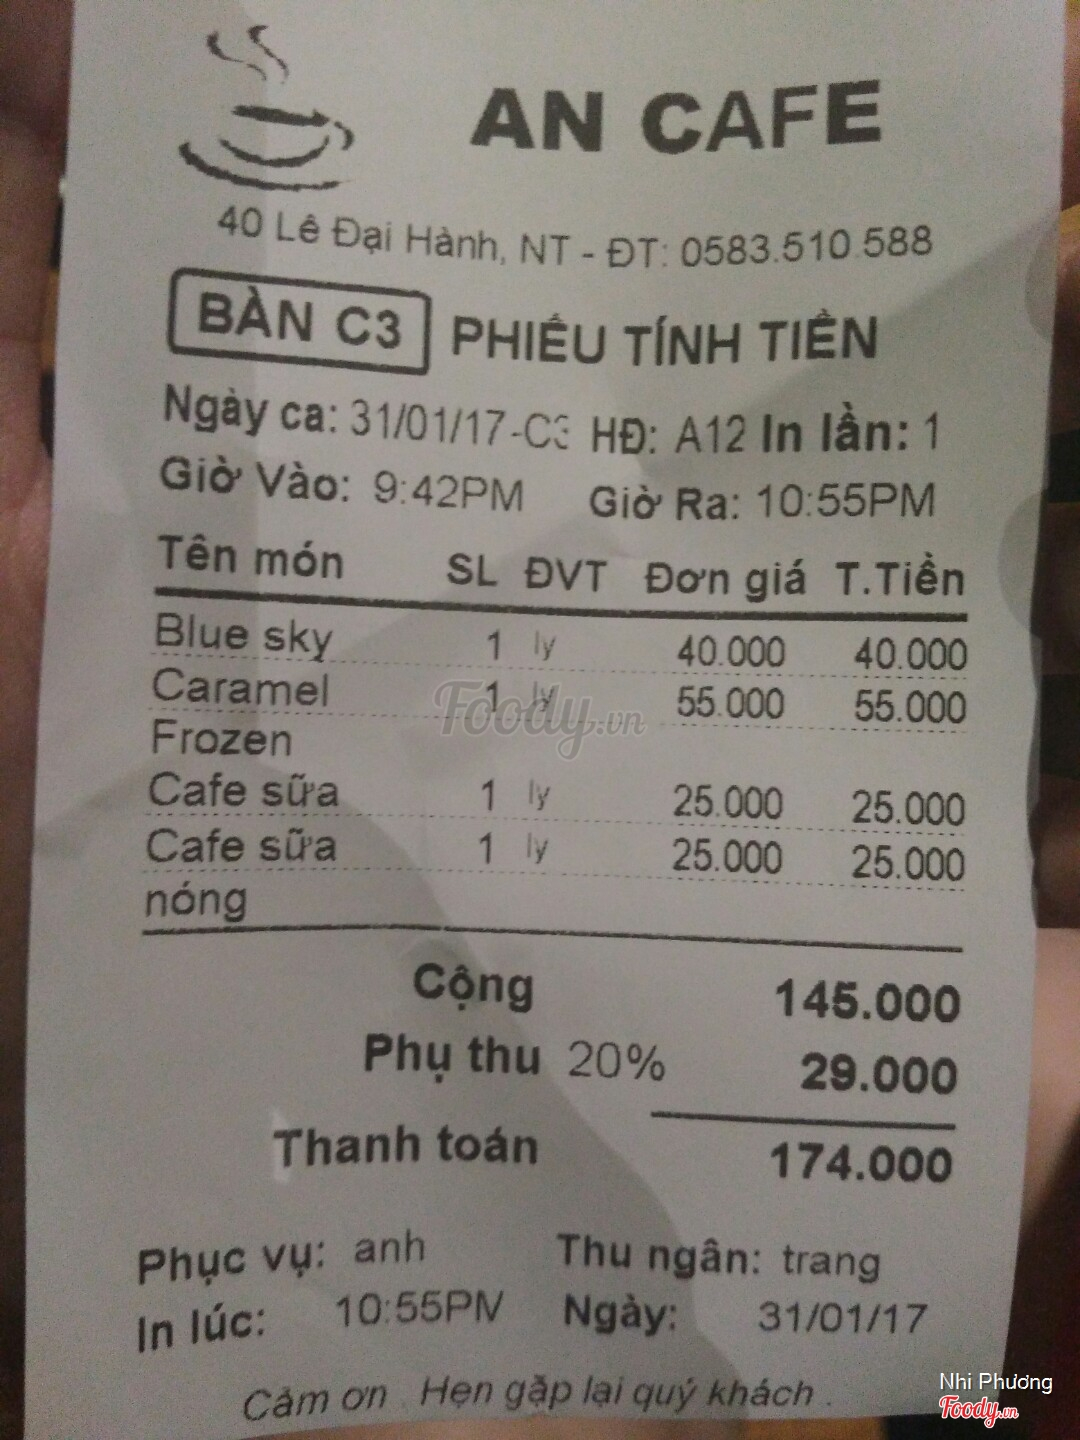 AN CAFE
40 Lê Đại Hành, NT - ĐT: 0583.510.588
BÀN C3 PHIẾU TÍNH TIỀN
Ngày ca: 31/01/17-C3 HĐ: A12 In lần: 1
Giờ Vào: 9:42PM Giờ Ra: 10:55PM
Tên món SL ĐVT Đơn giá T.Tiền
Blue sky 1 ly 40.000 40.000
Caramel 1 ly 55.000 55.000
Frozen
Foody.vn
Cafe sữa 1 ly 25.000 25.000
Cafe sữa 1 ly 25.000 25.000
nóng
Cộng 145.000
Phụ thu 20% 29.000
Thanh toán 174.000
Phục vụ: anh Thu ngân: trang
In lúc: 10:55PM Ngày: 31/01/17
Cảm ơn . Hẹn gặp lại quý khách .
Nhi Phương
Foody.vn